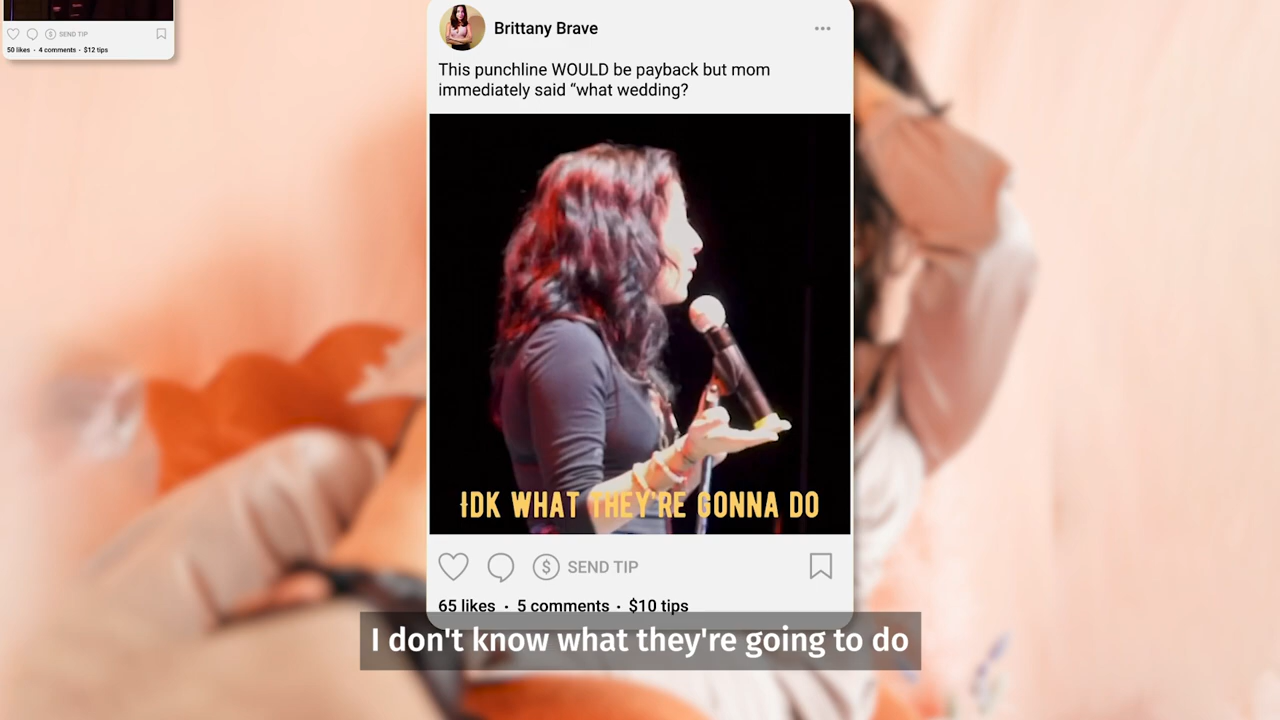 SEND TIP
50 likes · 4 comments · $12 tips
Brittany Brave
This punchline WOULD be payback but mom
immediately said “what wedding?
IDK WHAT THEY'RE GONNA DO
SEND TIP
65 likes · 5 comments · $10 tips
I don't know what they're going to do